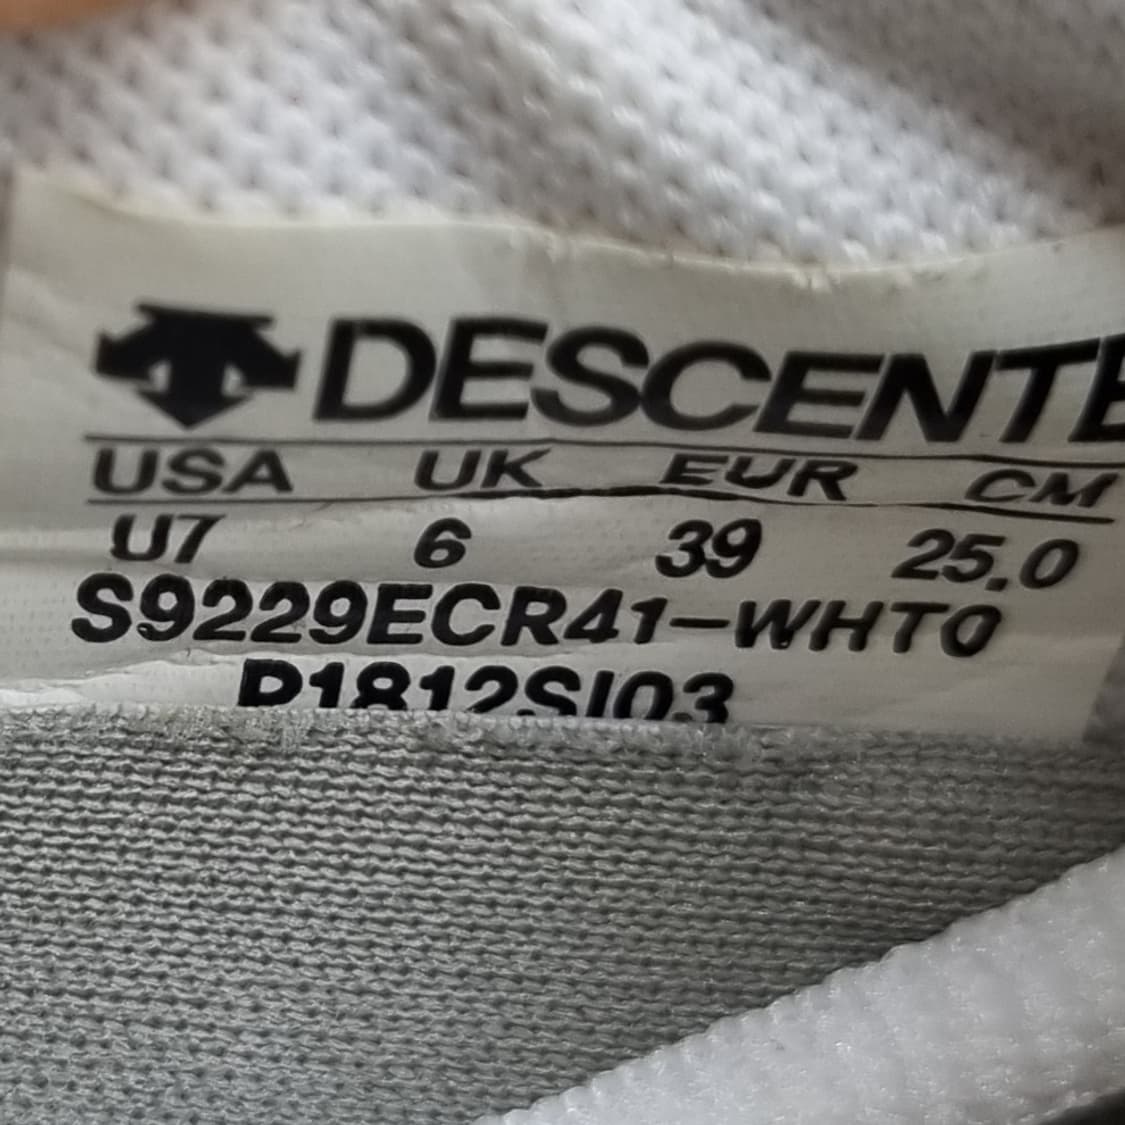 DESCENTE
USA UK EUR CM
U7 6 39 25.0
S9229ECR41-WHT0
P1812SI03